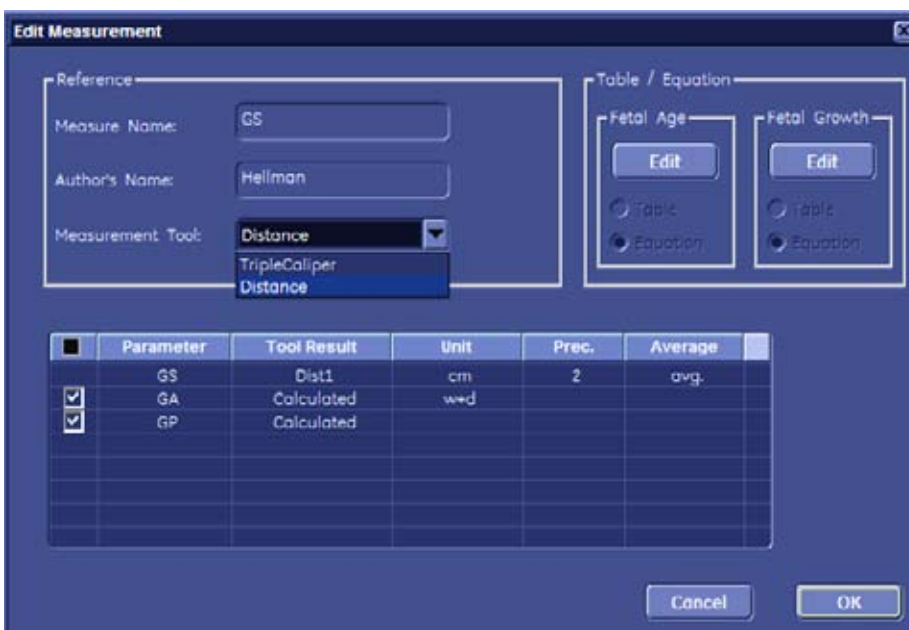 Edit Measurement
Reference
Measure Name: GS
Author's Name: Hellman
Measurement Tool: Distance
TripleCaliper
Distance
Table / Equation
Fetal Age
Edit
Table
Equation
Fetal Growth
Edit
Table
Equation
Parameter Tool Result Unit Prec. Average
GS Dist1 cm 2 avg.
GA Calculated w+d
GP Calculated
Cancel OK